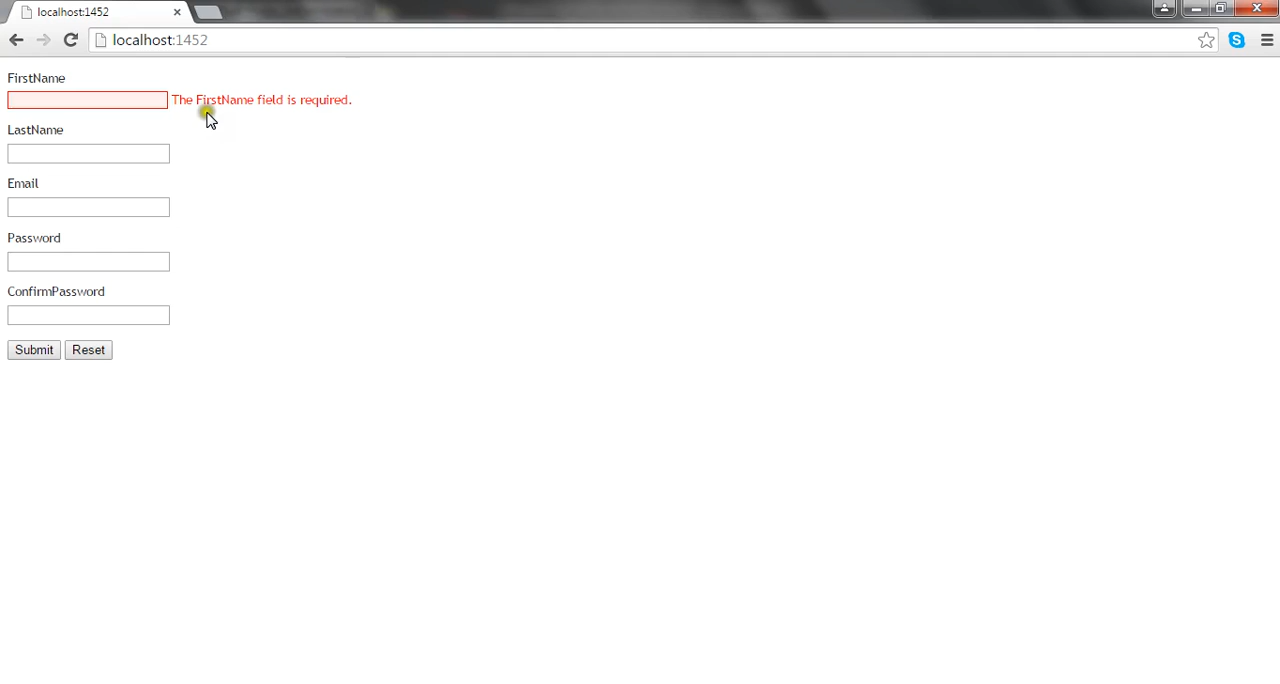 localhost:1452
localhost:1452
FirstName
The FirstName field is required.
LastName
Email
Password
ConfirmPassword
Submit Reset